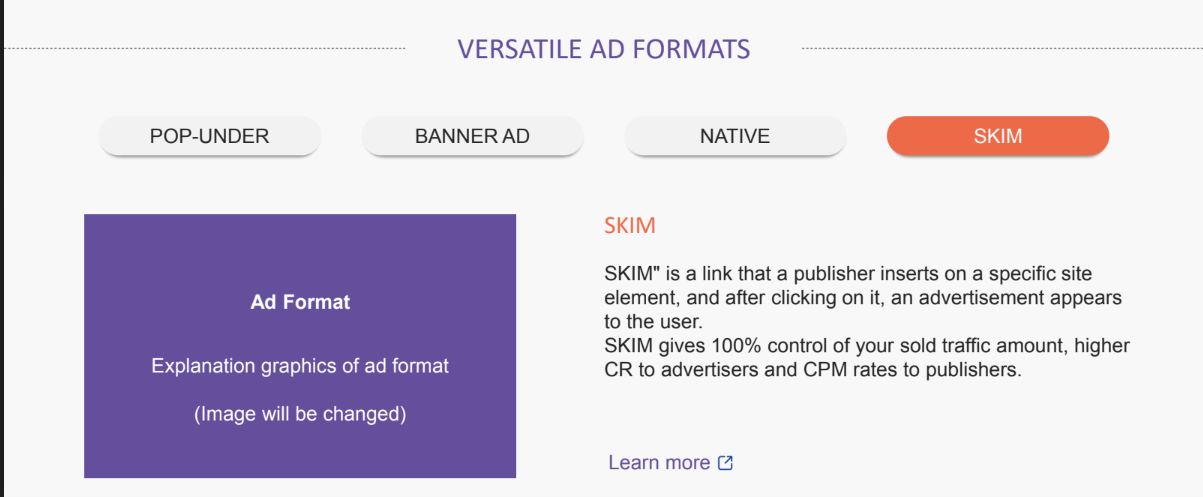 VERSATILE AD FORMATS
POP-UNDER
BANNER AD
NATIVE
SKIM
Ad Format
Explanation graphics of ad format
(Image will be changed)
SKIM
SKIM" is a link that a publisher inserts on a specific site
element, and after clicking on it, an advertisement appears
to the user.
SKIM gives 100% control of your sold traffic amount, higher
CR to advertisers and CPM rates to publishers.
Learn more